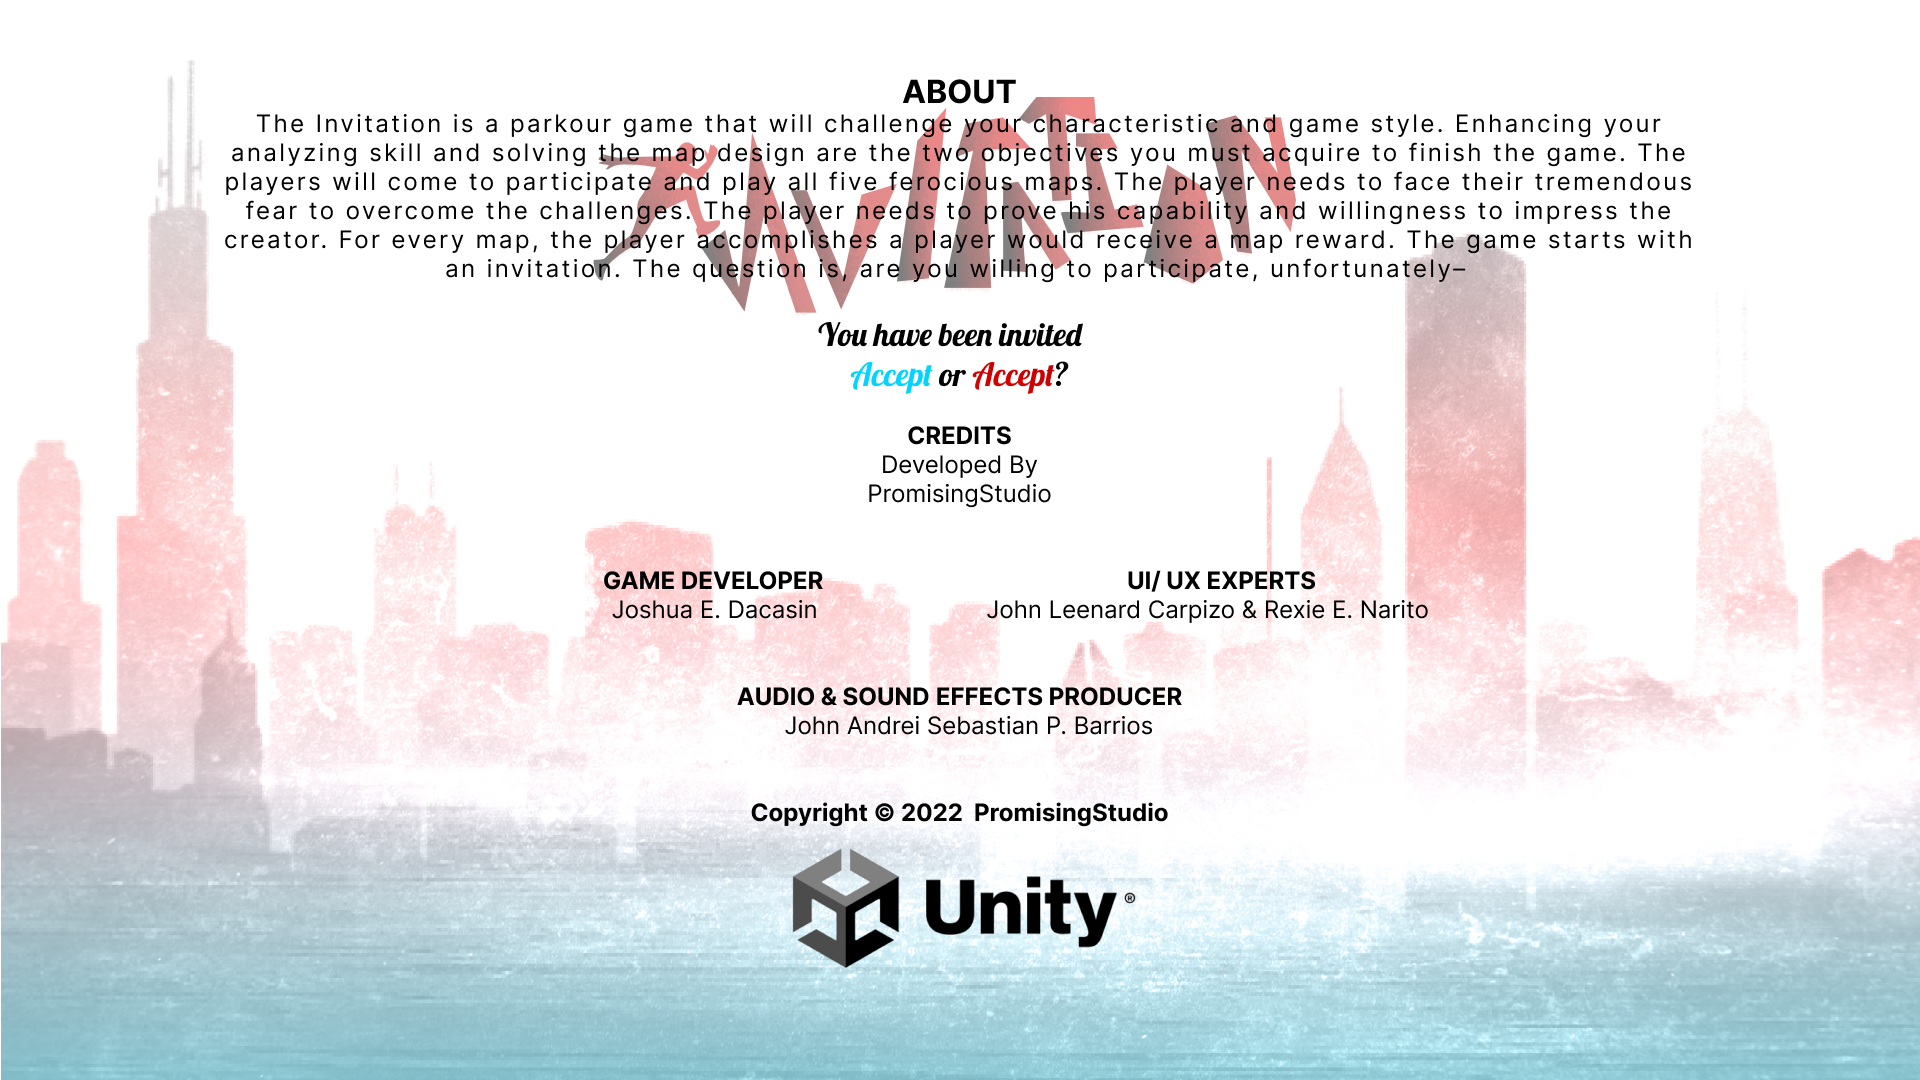 ABOUT
The Invitation is a parkour game that will challenge your characteristic and game style. Enhancing your
analyzing skill and solving the map design are the two objectives you must acquire to finish the game. The
players will come to participate and play all five ferocious maps. The player needs to face their tremendous
fear to overcome the challenges. The player needs to prove his capability and willingness to impress the
creator. For every map, the player accomplishes a player would receive a map reward. The game starts with
an invitation. The question is, are you willing to participate, unfortunately–
INVITATION
You have been invited
Accept or Accept?
CREDITS
Developed By
PromisingStudio
GAME DEVELOPER
Joshua E. Dacasin
UI/ UX EXPERTS
John Leenard Carpizo & Rexie E. Narito
AUDIO & SOUND EFFECTS PRODUCER
John Andrei Sebastian P. Barrios
Copyright © 2022 PromisingStudio
Unity®